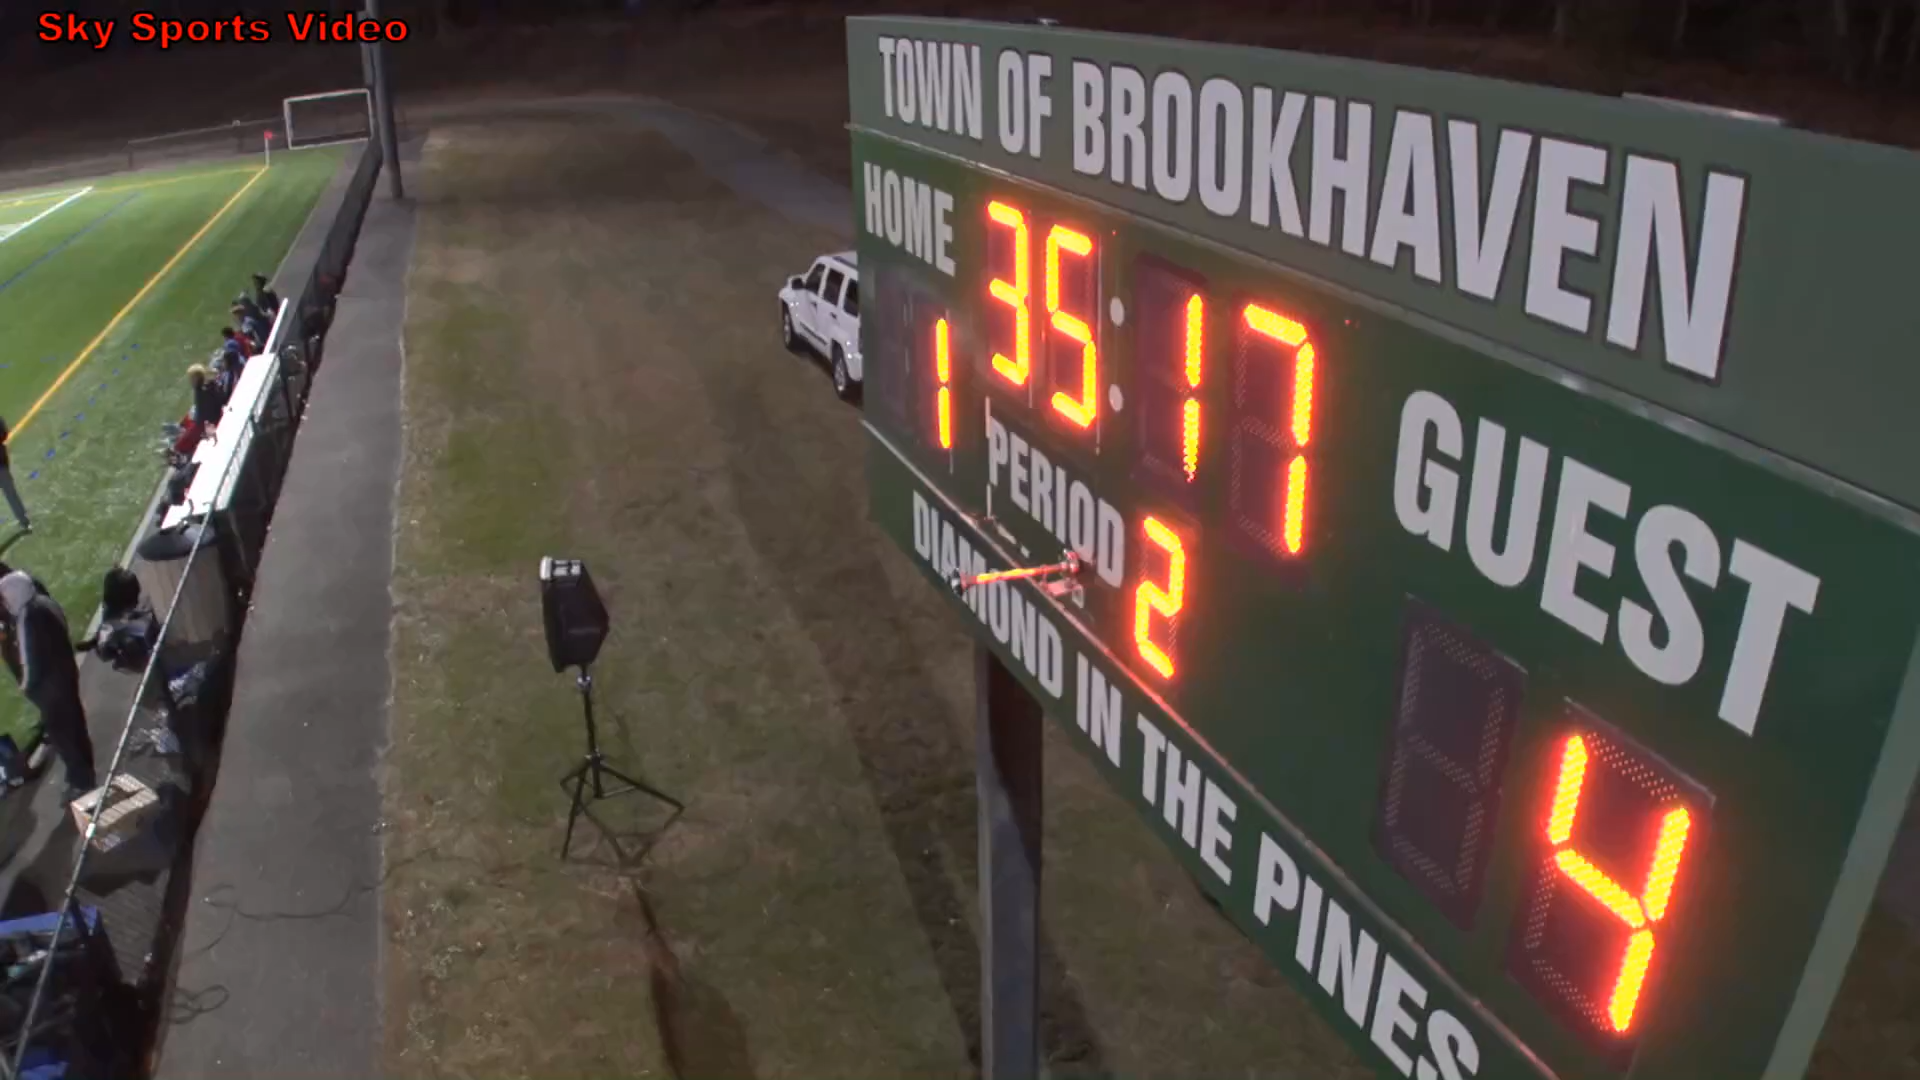 Sky Sports Video
TOWN OF BROOKHAVEN
HOME
35:17
1
PERIOD
2
GUEST
4
DIAMOND IN THE PINES